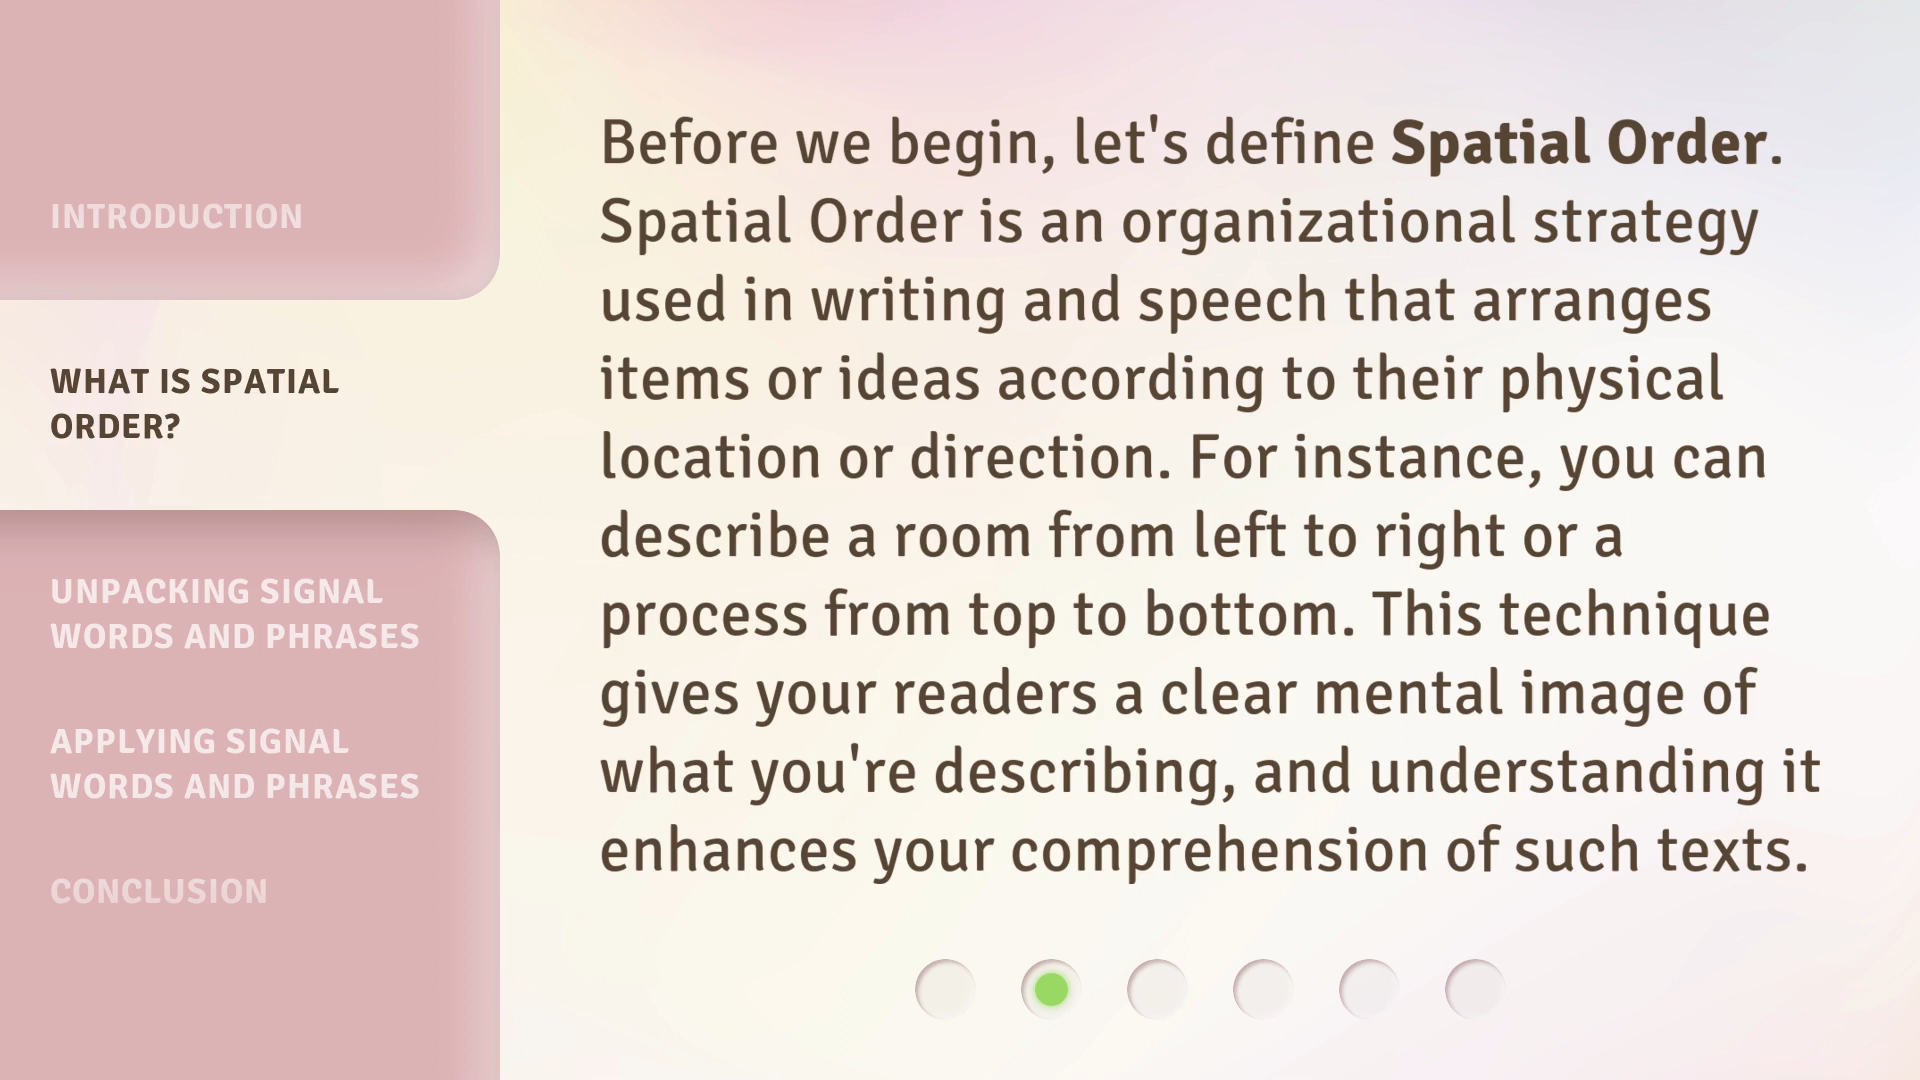 INTRODUCTION
WHAT IS SPATIAL
ORDER?
UNPACKING SIGNAL
WORDS AND PHRASES
APPLYING SIGNAL
WORDS AND PHRASES
CONCLUSION
Before we begin, let's define Spatial Order.
Spatial Order is an organizational strategy
used in writing and speech that arranges
items or ideas according to their physical
location or direction. For instance, you can
describe a room from left to right or a
process from top to bottom. This technique
gives your readers a clear mental image of
what you're describing, and understanding it
enhances your comprehension of such texts.